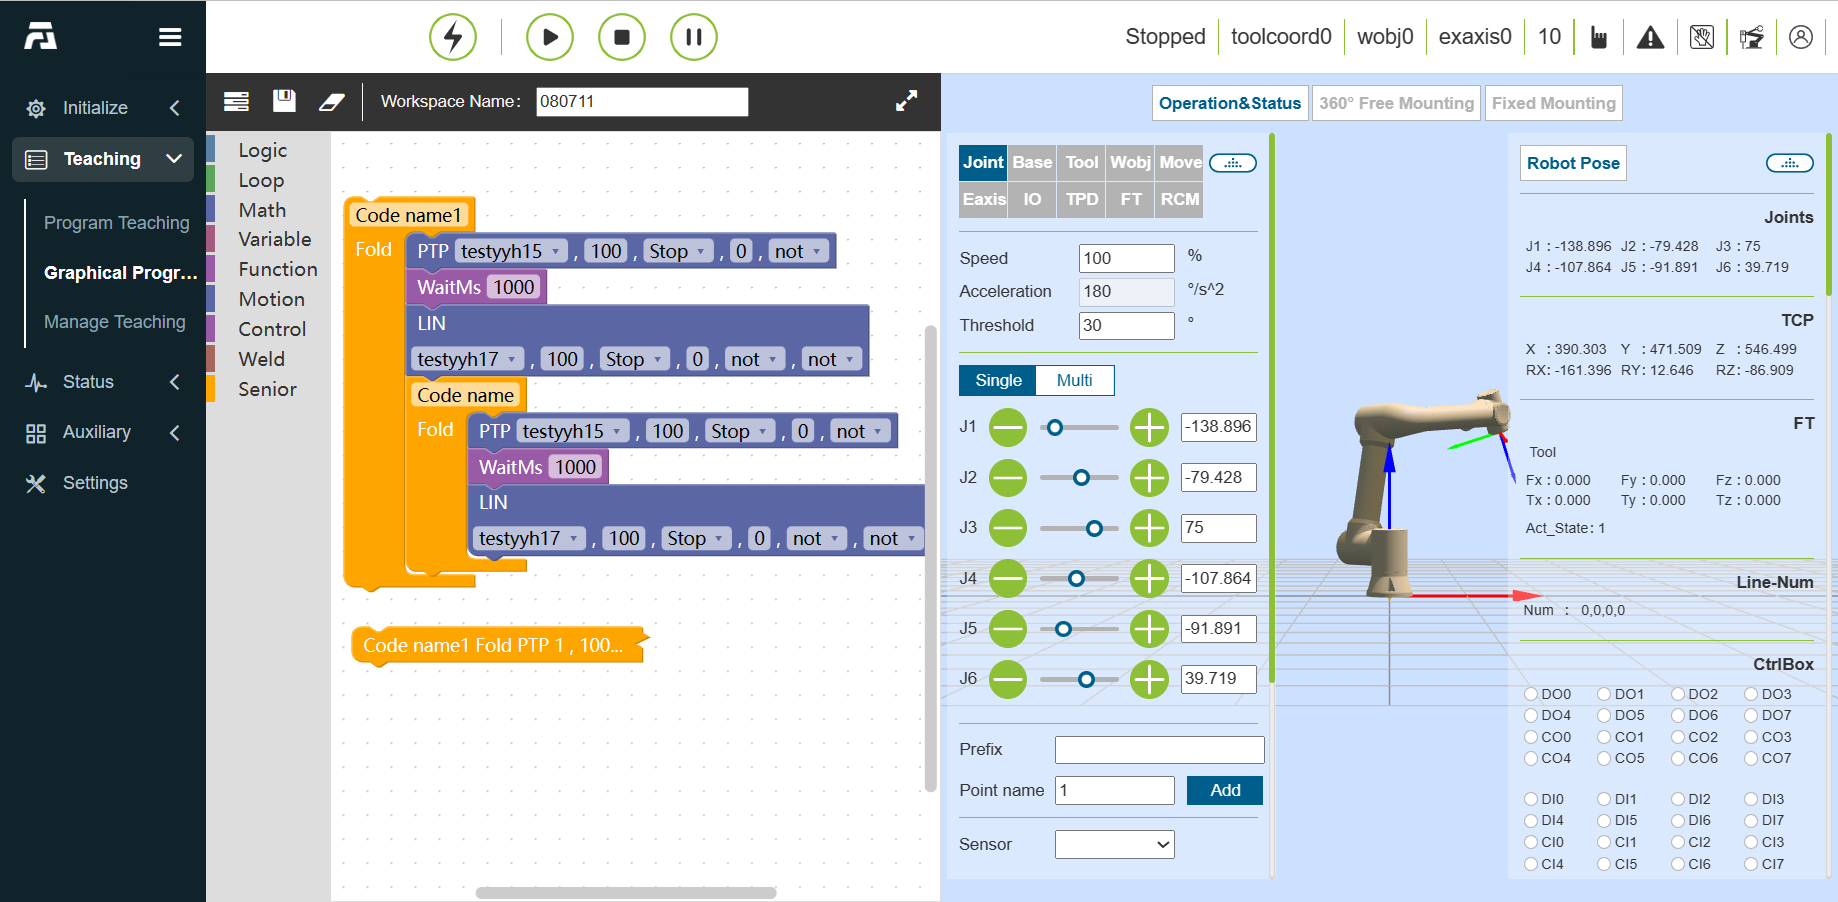 Stopped toolcoord0 wobj0 exaxis0 10
Initialize
Teaching
Program Teaching
Graphical Progr...
Manage Teaching
Status
Auxiliary
Settings
Workspace Name: 080711
Logic
Loop
Math
Variable
Function
Motion
Control
Weld
Senior
Code name1
Fold
PTP testyyh15 , 100 , Stop , 0 , not
WaitMs 1000
LIN
testyyh17 , 100 , Stop , 0 , not , not
Code name
Fold
PTP testyyh15 , 100 , Stop , 0 , not
WaitMs 1000
LIN
testyyh17 , 100 , Stop , 0 , not , not
Code name1 Fold PTP 1 , 100...
Operation&Status 360° Free Mounting Fixed Mounting
Joint Base Tool Wobj Move
Eaxis IO TPD FT RCM
Speed 100 %
Acceleration 180 °/s^2
Threshold 30 °
Single Multi
J1 -138.896
J2 -79.428
J3 75
J4 -107.864
J5 -91.891
J6 39.719
Prefix
Point name 1 Add
Sensor
Robot Pose
Joints
J1 : -138.896 J2 : -79.428 J3 : 75
J4 : -107.864 J5 : -91.891 J6 : 39.719
TCP
X : 390.303 Y : 471.509 Z : 546.499
RX: -161.396 RY: 12.646 RZ: -86.909
FT
Tool
Fx : 0.000 Fy : 0.000 Fz : 0.000
Tx : 0.000 Ty : 0.000 Tz : 0.000
Act_State: 1
Line-Num
Num : 0,0,0,0
CtrlBox
DO0 DO1 DO2 DO3
DO4 DO5 DO6 DO7
CO0 CO1 CO2 CO3
CO4 CO5 CO6 CO7
DI0 DI1 DI2 DI3
DI4 DI5 DI6 DI7
CI0 CI1 CI2 CI3
CI4 CI5 CI6 CI7